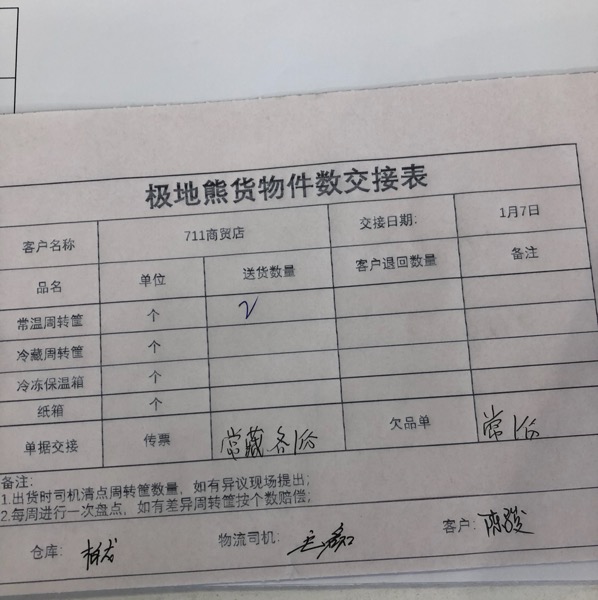 极地熊货物件数交接表
客户名称 711商贸店 交接日期: 1月7日
品名 单位 送货数量 客户退回数量 备注
常温周转筐 个 2
冷藏周转筐 个
冷冻保温箱 个
纸箱 个
单据交接 传票 常藏各1份 欠品单 常1份
备注:
1.出货时司机清点周转筐数量，如有异议现场提出;
2.每周进行一次盘点，如有差异周转筐按个数赔偿;
仓库: 物流司机: 客户: 陈骏